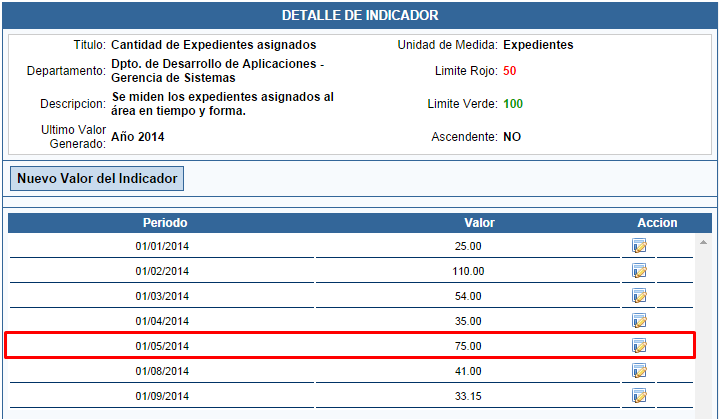 DETALLE DE INDICADOR
Titulo: Cantidad de Expedientes asignados Unidad de Medida: Expedientes
Departamento: Dpto. de Desarrollo de Aplicaciones -
Gerencia de Sistemas Limite Rojo: 50
Descripcion: Se miden los expedientes asignados al
área en tiempo y forma. Limite Verde: 100
Ultimo Valor
Generado: Año 2014 Ascendente: NO
Nuevo Valor del Indicador
Periodo Valor Accion
01/01/2014 25.00
01/02/2014 110.00
01/03/2014 54.00
01/04/2014 35.00
01/05/2014 75.00
01/08/2014 41.00
01/09/2014 33.15